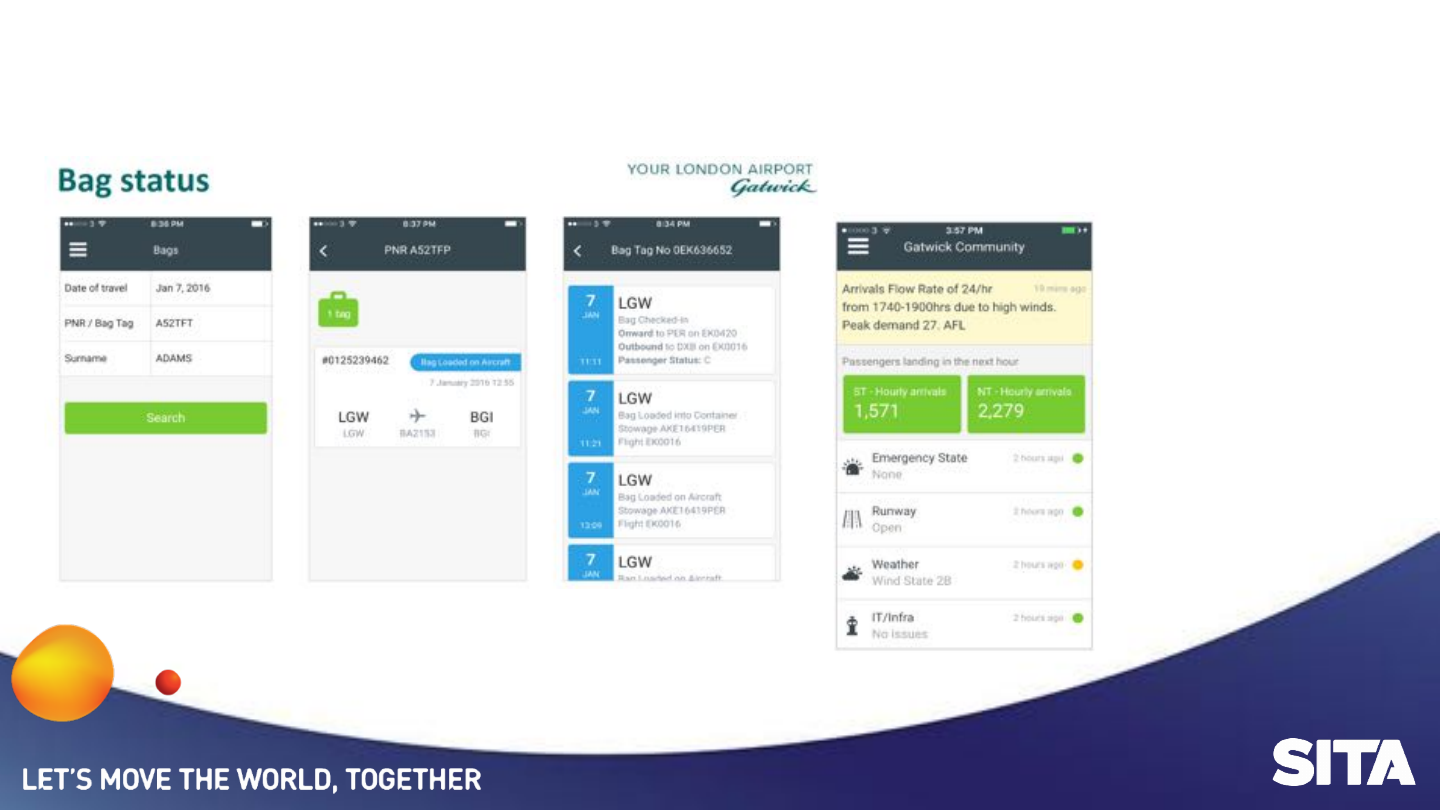 Bag status
YOUR LONDON AIRPORT
Gatwick
3 8:36 PM
Bags
Date of travel Jan 7, 2016
PNR / Bag Tag A52TFT
Surname ADAMS
Search
3 8:37 PM
PNR A52TFP
1 bag
#0125239462 Bag Loaded on Aircraft
7 January 2016 12:55
LGW BGI
LGW BA2153 BGI
3 8:34 PM
Bag Tag No 0EK636652
7 JAN 11:11
LGW
Bag Checked-In
Onward to PER on EK0420
Outbound to DXB on EK0016
Passenger Status: C
7 JAN 11:21
LGW
Bag Loaded into Container
Stowage AKE16419PER
Flight EK0016
7 JAN 13:09
LGW
Bag Loaded on Aircraft
Stowage AKE16419PER
Flight EK0016
7 JAN
LGW
Bag Loaded on Aircraft
3 3:57 PM
Gatwick Community
Arrivals Flow Rate of 24/hr 19 mins ago
from 1740-1900hrs due to high winds.
Peak demand 27. AFL
Passengers landing in the next hour
ST - Hourly arrivals
1,571
NT - Hourly arrivals
2,279
Emergency State 2 hours ago
None
Runway 2 hours ago
Open
Weather 2 hours ago
Wind State 2B
IT/Infra 2 hours ago
No issues
LET'S MOVE THE WORLD, TOGETHER
SITA